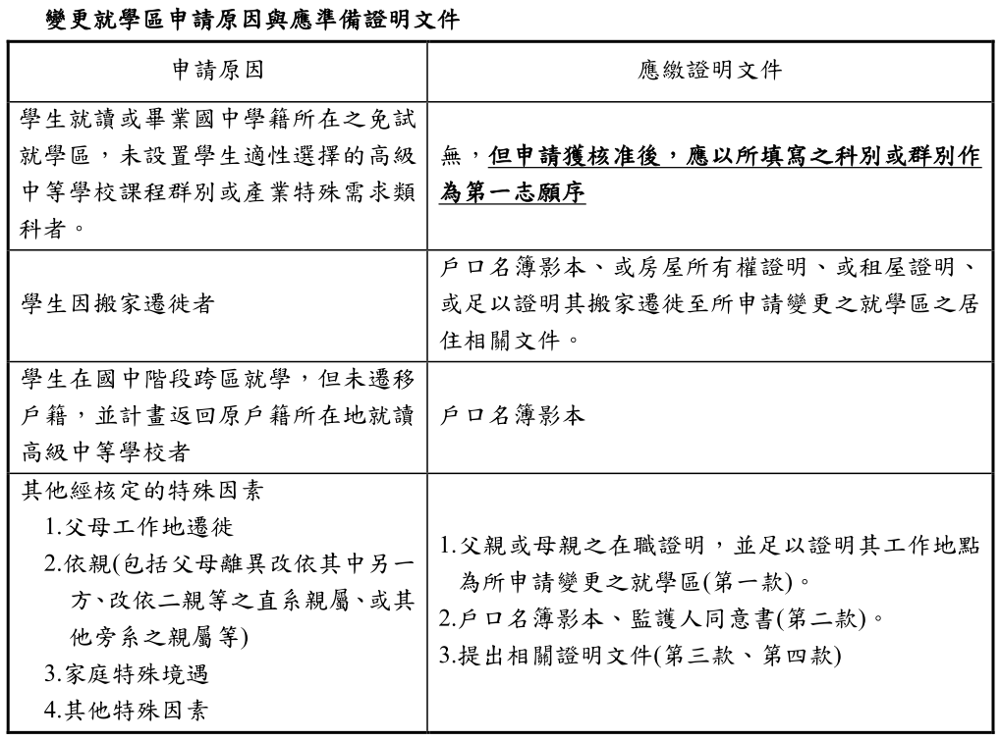 變更就學區申請原因與應準備證明文件
申請原因
應繳證明文件
學生就讀或畢業國中學籍所在之免試
就學區，未設置學生適性選擇的高級
中等學校課程群別或產業特殊需求類
科者。
無，但申請獲核准後，應以所填寫之科別或群別作
為第一志願序
學生因搬家遷徙者
戶口名簿影本、或房屋所有權證明、或租屋證明、
或足以證明其搬家遷徙至所申請變更之就學區之居
住相關文件。
學生在國中階段跨區就學，但未遷移
戶籍，並計畫返回原戶籍所在地就讀
高級中等學校者
戶口名簿影本
其他經核定的特殊因素
1.父母工作地遷徙
2.依親(包括父母離異改依其中另一
方、改依二親等之直系親屬、或其
他旁系之親屬等)
3.家庭特殊境遇
4.其他特殊因素
1.父親或母親之在職證明，並足以證明其工作地點
為所申請變更之就學區(第一款)。
2.戶口名簿影本、監護人同意書(第二款)。
3.提出相關證明文件(第三款、第四款)